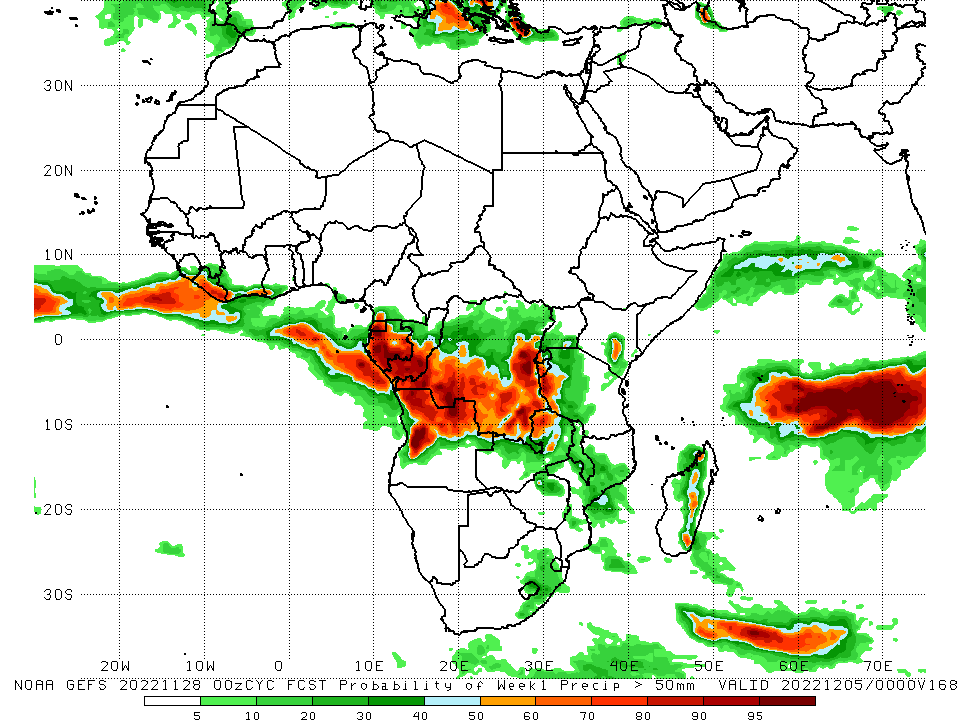 30N
20N
10N
0
10S
20S
30S
20W 10W 0 10E 20E 30E 40E 50E 60E 70E
NOAA GEFS 20221128 00zCYC FCST Probability of Week1 Precip > 50mm VALID 20221205/0000V168
5 10 20 30 40 50 60 70 80 90 95